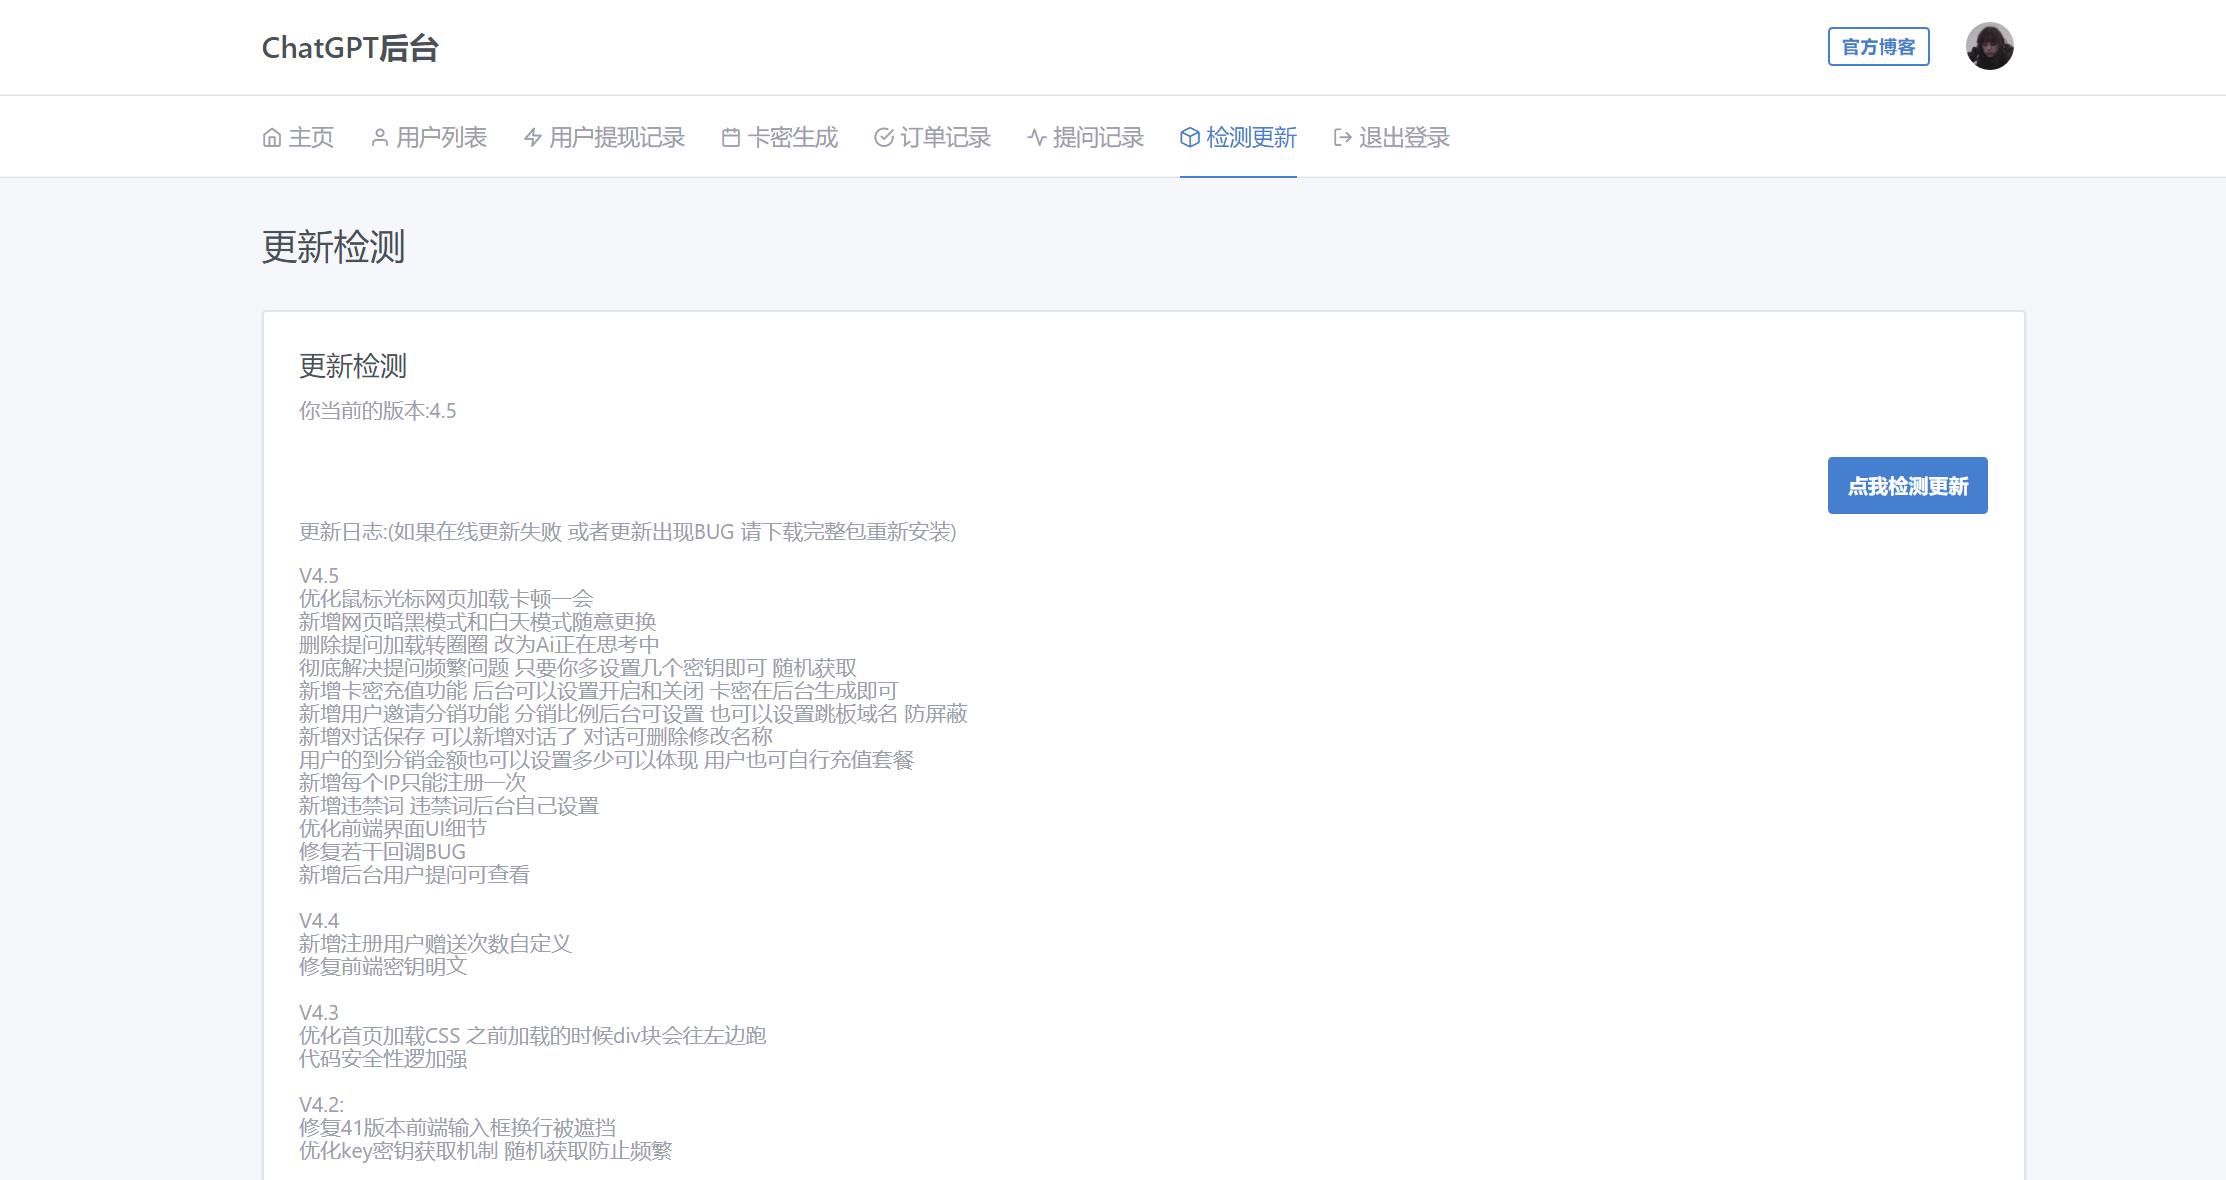 ChatGPT后台
官方博客
主页 用户列表 用户提现记录 卡密生成 订单记录 提问记录 检测更新 退出登录
更新检测
更新检测
你当前的版本:4.5
点我检测更新
更新日志:(如果在线更新失败 或者更新出现BUG 请下载完整包重新安装)
V4.5
优化鼠标光标网页加载卡顿一会
新增网页暗黑模式和白天模式随意更换
删除提问加载转圈圈 改为Ai正在思考中
彻底解决提问频繁问题 只要你多设置几个密钥即可 随机获取
新增卡密充值功能 后台可以设置开启和关闭 卡密在后台生成即可
新增用户邀请分销功能 分销比例后台可设置 也可以设置跳板域名 防屏蔽
新增对话保存 可以新增对话了 对话可删除修改名称
用户的到分销金额也可以设置多少可以体现 用户也可自行充值套餐
新增每个IP只能注册一次
新增违禁词 违禁词后台自己设置
优化前端界面UI细节
修复若干回调BUG
新增后台用户提问可查看
V4.4
新增注册用户赠送次数自定义
修复前端密钥明文
V4.3
优化首页加载CSS 之前加载的时候div块会往左边跑
代码安全性逻加强
V4.2:
修复41版本前端输入框换行被遮挡
优化key密钥获取机制 随机获取防止频繁